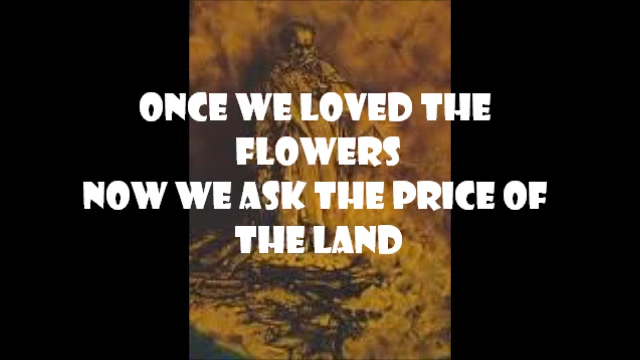 ONCE WE LOVED THE
FLOWERS
NOW WE ASK THE PRICE OF
THE LAND